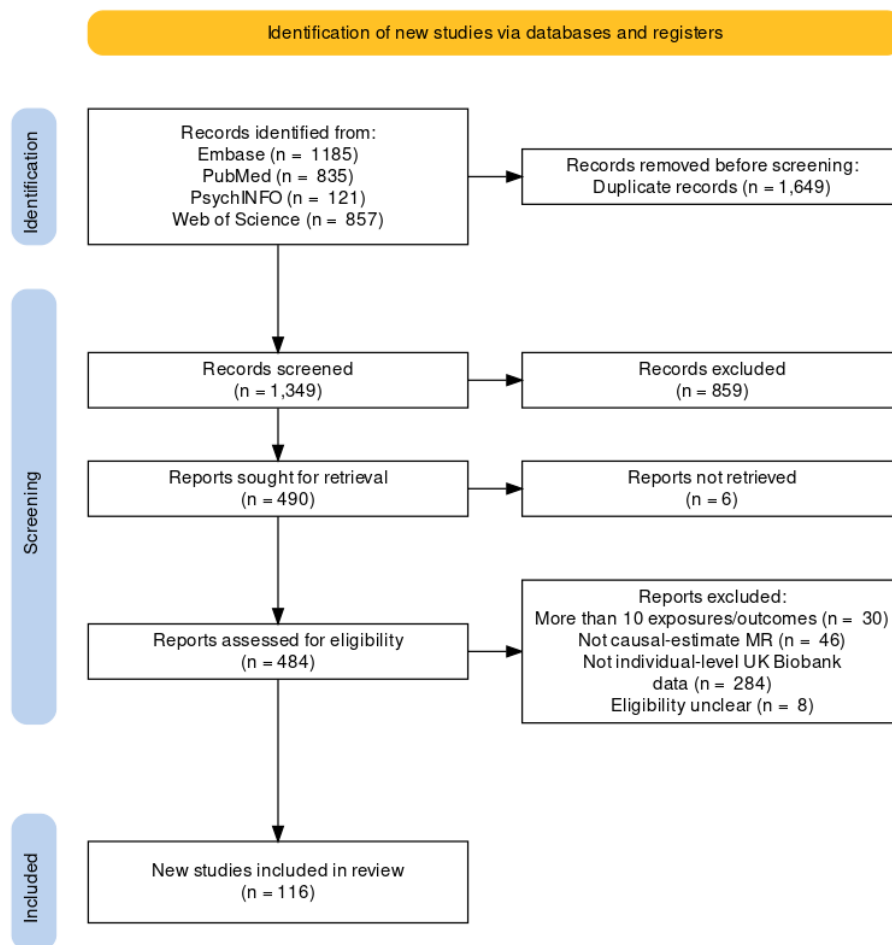 Identification of new studies via databases and registers
Identification
Records identified from:
Embase (n = 1185)
PubMed (n = 835)
PsychINFO (n = 121)
Web of Science (n = 857)
Records removed before screening:
Duplicate records (n = 1,649)
Screening
Records screened
(n = 1,349)
Records excluded
(n = 859)
Reports sought for retrieval
(n = 490)
Reports not retrieved
(n = 6)
Reports assessed for eligibility
(n = 484)
Reports excluded:
More than 10 exposures/outcomes (n = 30)
Not causal-estimate MR (n = 46)
Not individual-level UK Biobank
data (n = 284)
Eligibility unclear (n = 8)
Included
New studies included in review
(n = 116)